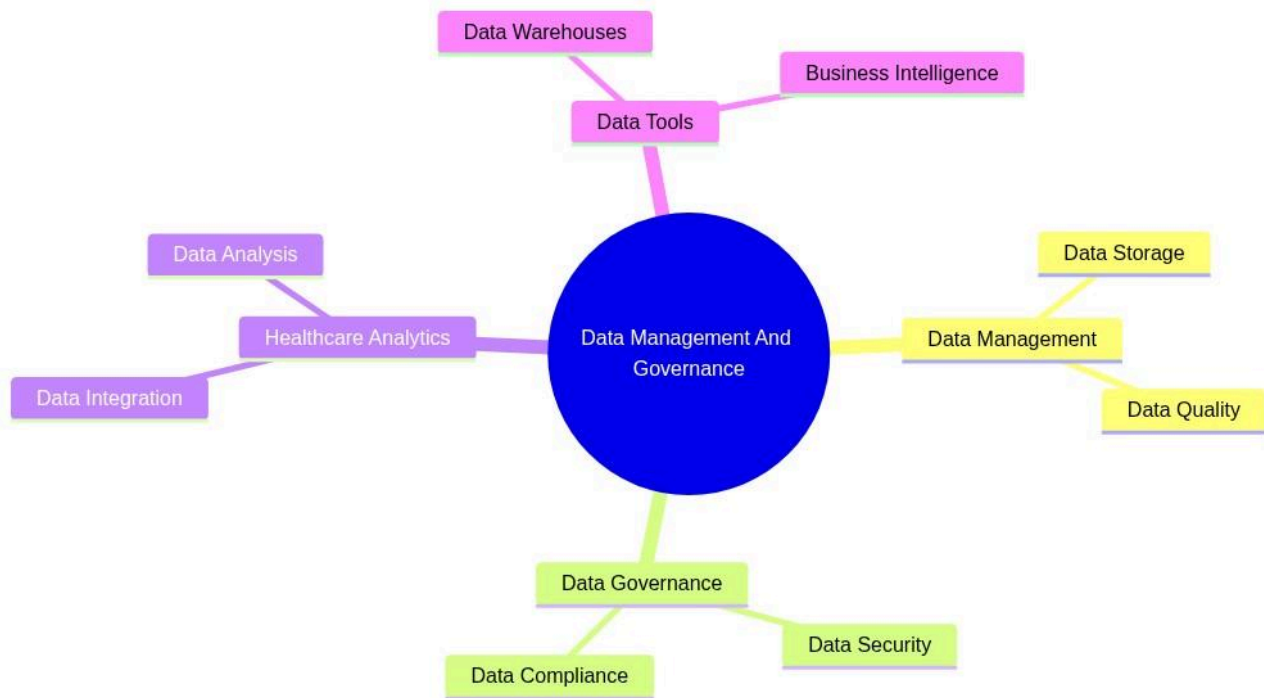 Data Warehouses
Business Intelligence
Data Tools
Data Analysis
Data Storage
Healthcare Analytics
Data Management And
Governance
Data Management
Data Integration
Data Quality
Data Governance
Data Security
Data Compliance